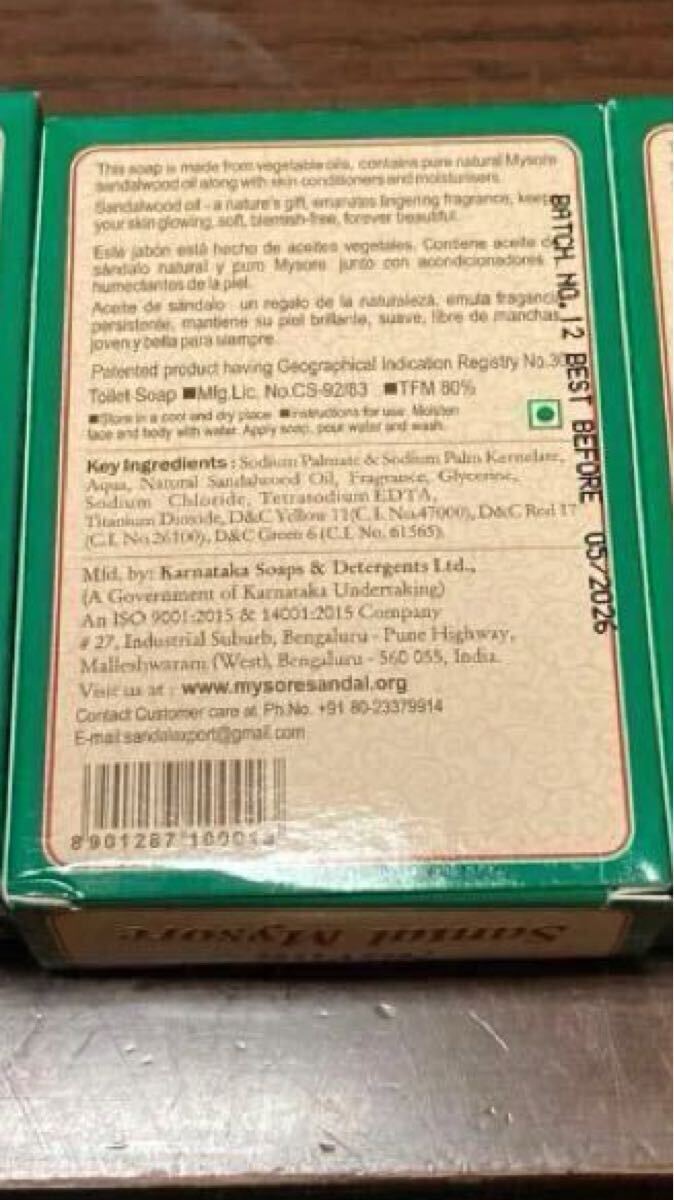 This soap is made from vegetable oils, contains pure natural Mysore
sandalwood oil along with skin conditioners and moisturisers.
Sandalwood oil - a nature's gift, emanates lingering fragrance, keeps
your skin glowing, soft, blemish-free, forever beautiful.
Este jabón está hecho de aceites vegetales. Contiene aceite de
sándalo natural y puro Mysore junto con acondicionadores
humectantes de la piel.
Aceite de sándalo un regalo de la naturaleza, emula fragancia
persistente, mantiene su piel brillante, suave, libre de manchas,
joven y bella para siempre.
Patented product having Geographical Indication Registry No.
Toilet Soap ■Mfg.Lic. No.CS-92/83 ■TFM 80%
■Store in a cool and dry place ■Instructions for use: Moisten
face and body with water. Apply soap, pour water and wash.
Key Ingredients : Sodium Palmate & Sodium Palm Kernelate,
Aqua, Natural Sandalwood Oil, Fragrance, Glycerine,
Sodium Chloride, Tetrasodium EDTA,
Titanium Dioxide, D&C Yellow 11(C.I. No.47000), D&C Red 17
(C.I. No.26100), D&C Green 6 (C.I. No. 61565).
Mfd. by: Karnataka Soaps & Detergents Ltd.,
(A Government of Karnataka Undertaking)
An ISO 9001:2015 & 14001:2015 Company
# 27, Industrial Suburb, Bengaluru - Pune Highway,
Malleshwaram (West), Bengaluru - 560 055, India.
Visit us at : www.mysoresandal.org
Contact Customer care at. Ph.No. +91 80-23379914
E-mail:sandalexport@gmail.com
BATCH NO. 12 BEST BEFORE 05/2026
Santal Mysore